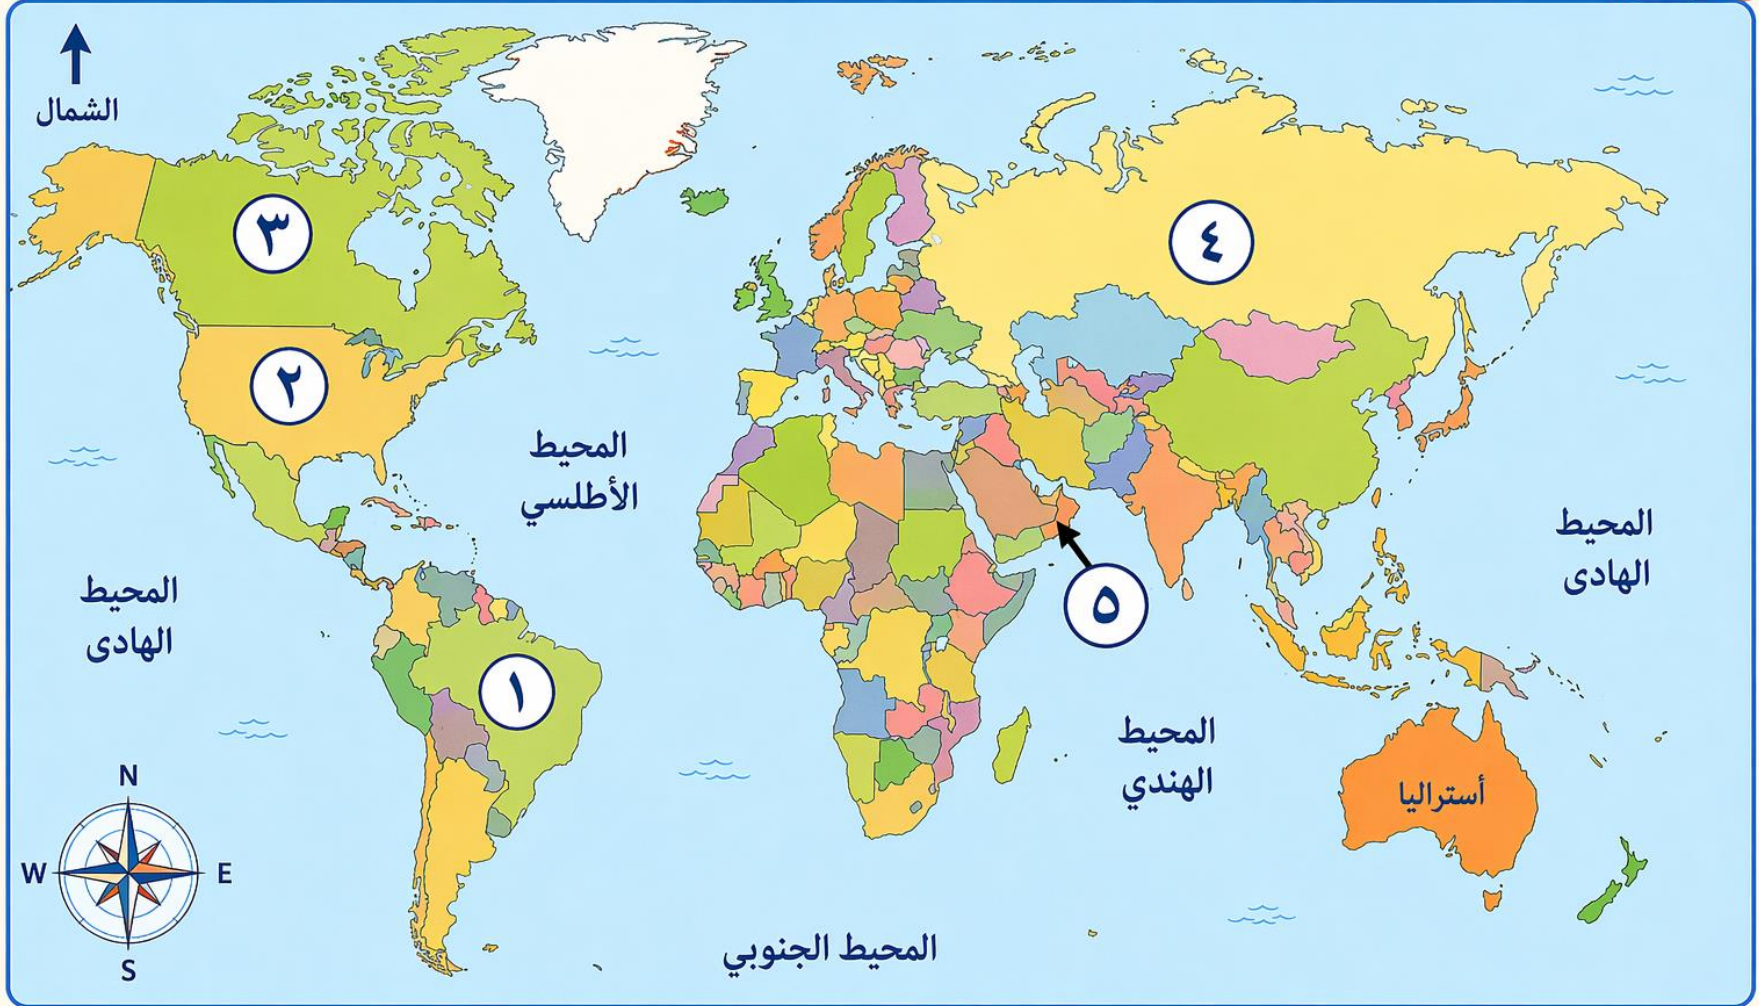 الشمال
٣
٤
٢
المحيط
الأطلسي
المحيط
الهادى
المحيط
الهادى
٥
١
المحيط
الهندي
أستراليا
N
W
E
S
المحيط الجنوبي